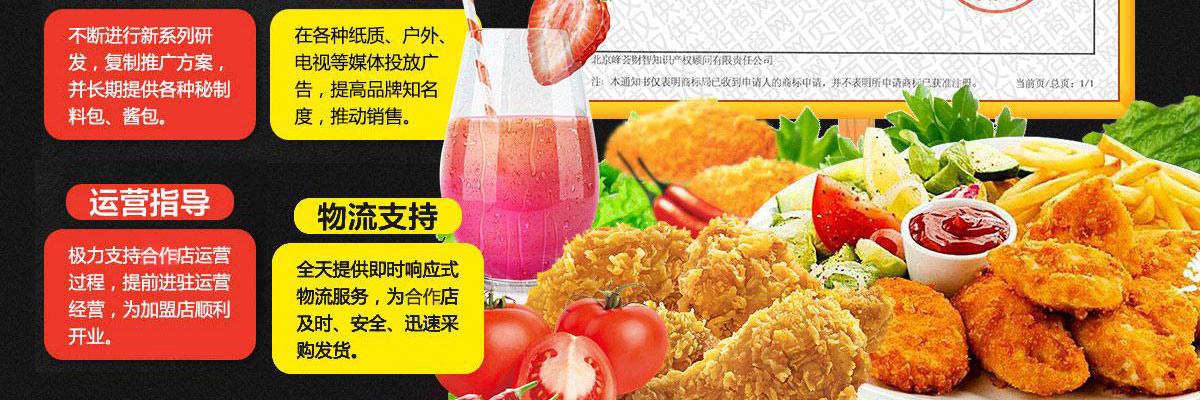 不断进行新系列研
发，复制推广方案，
并长期提供各种秘制
料包、酱包。
在各种纸质、户外、
电视等媒体投放广
告，提高品牌知名
度，推动销售。
北京峰荟财智知识产权顾问有限责任公司
注：本通知书仅表明商标局已收到申请人的商标申请，并不表明所申请商标已获准注册。
当前页/总页：1/1
运营指导
极力支持合作店运营
过程，提前进驻运营
经营，为加盟店顺利
开业。
物流支持
全天提供即时响应式
物流服务，为合作店
及时、安全、迅速采
购发货。